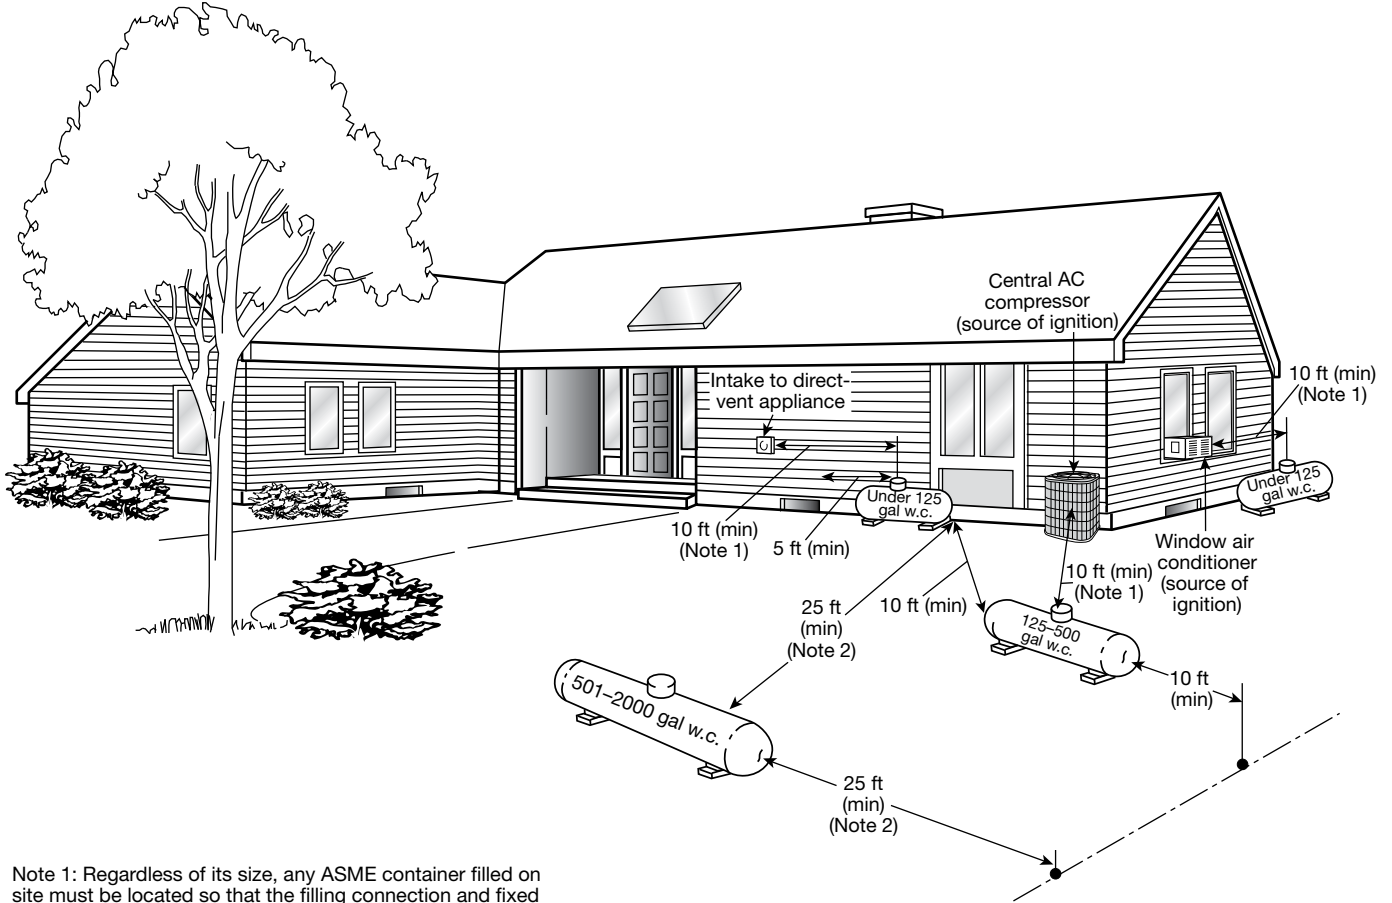 Central AC
compressor
(source of ignition)
10 ft (min)
(Note 1)
Intake to direct-
vent appliance
Under 125
gal w.c.
Under 125
gal w.c.
10 ft (min)
(Note 1)
5 ft (min)
Window air
conditioner
(source of
ignition)
10 ft (min)
(Note 1)
25 ft
(min)
(Note 2)
10 ft (min)
125–500
gal w.c.
10 ft
(min)
501–2000 gal w.c.
25 ft
(min)
(Note 2)
Note 1: Regardless of its size, any ASME container filled on
site must be located so that the filling connection and fixed